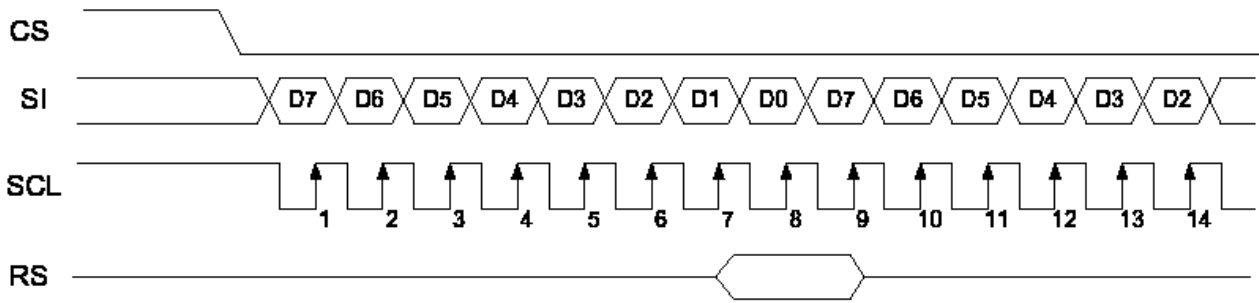 CS
SI D7 D6 D5 D4 D3 D2 D1 D0 D7 D6 D5 D4 D3 D2
SCL
1 2 3 4 5 6 7 8 9 10 11 12 13 14
RS